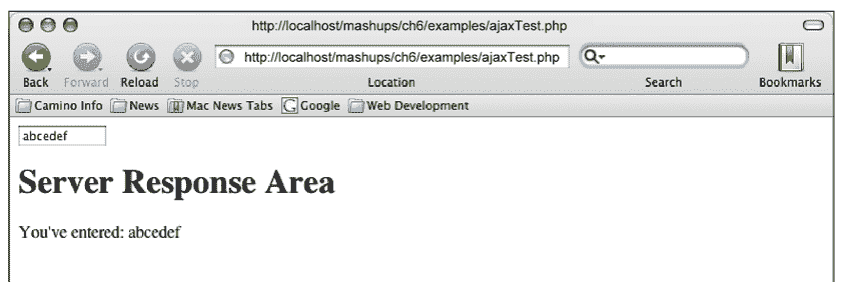 http://localhost/mashups/ch6/examples/ajaxTest.php
http://localhost/mashups/ch6/examples/ajaxTest.php
Back Forward Reload Stop Location Search Bookmarks
Camino Info News Mac News Tabs Google Web Development
abcedef
Server Response Area
You've entered: abcedef